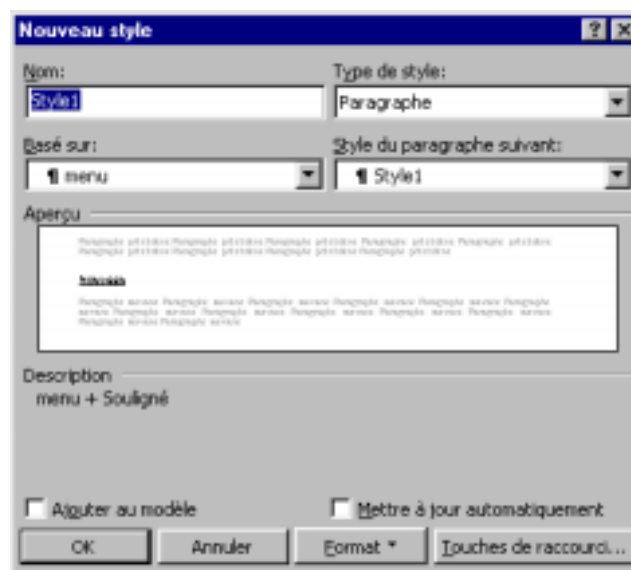 Nouveau style
Nom:
Type de style:
Style1
Paragraphe
Basé sur:
Style du paragraphe suivant:
¶ menu
¶ Style1
Aperçu
Description
menu + Souligné
Ajouter au modèle
Mettre à jour automatiquement
OK
Annuler
Format
Touches de raccourci...